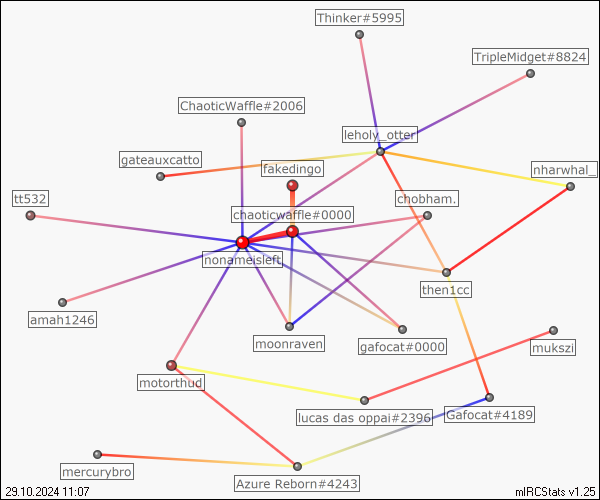 Thinker#5995
TripleMidget#8824
ChaoticWaffle#2006
leholy_otter
gateauxcatto
fakedingo
nharwhal_
tt532
chobham.
chaoticwaffle#0000
nonameisleft
then1cc
amah1246
moonraven
gafocat#0000
mukszi
motorthud
lucas das oppai#2396
Gafocat#4189
mercurybro
Azure Reborn#4243
29.10.2024 11:07
mIRCStats v1.25